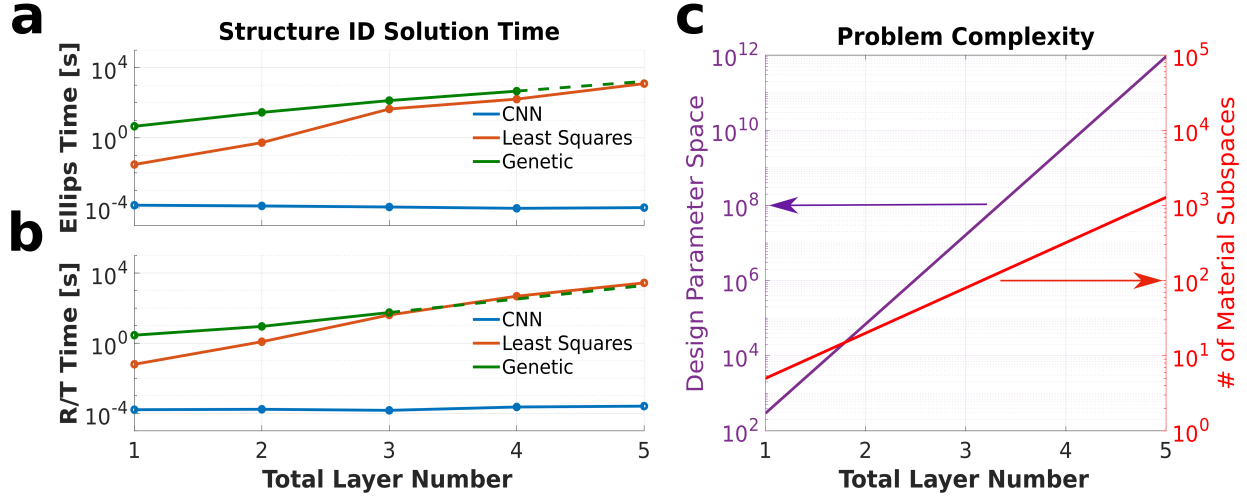 a
Structure ID Solution Time
Ellips Time [s]
10^4
10^0
10^-4
CNN
Least Squares
Genetic
b
R/T Time [s]
10^4
10^0
10^-4
CNN
Least Squares
Genetic
1 2 3 4 5
Total Layer Number
c
Problem Complexity
Design Parameter Space
10^12
10^10
10^8
10^6
10^4
10^2
10^5
10^4
10^3
10^2
10^1
10^0
# of Material Subspaces
1 2 3 4 5
Total Layer Number